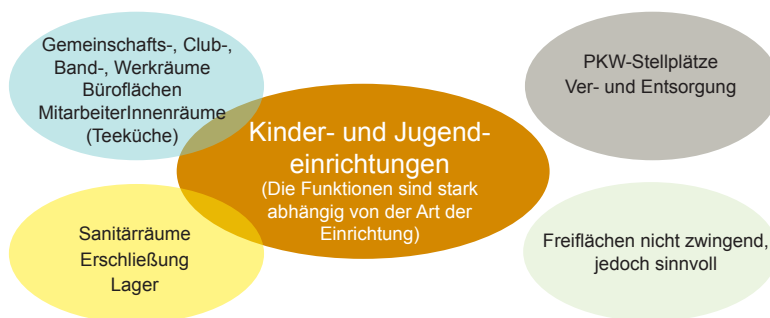 Gemeinschafts-, Club-,
Band-, Werkräume
Büroflächen
MitarbeiterInnenräume
(Teeküche)
Kinder- und Jugend-
einrichtungen
(Die Funktionen sind stark
abhängig von der Art der
Einrichtung)
PKW-Stellplätze
Ver- und Entsorgung
Sanitärräume
Erschließung
Lager
Freiflächen nicht zwingend,
jedoch sinnvoll